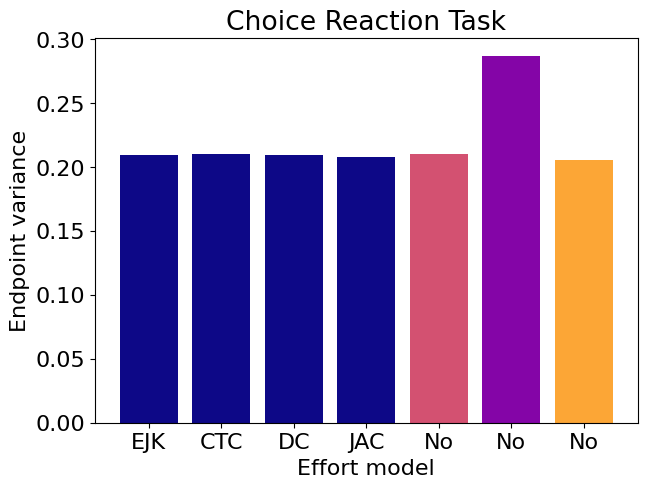 Choice Reaction Task
Endpoint variance
0.30
0.25
0.20
0.15
0.10
0.05
0.00
EJK CTC DC JAC No No No
Effort model